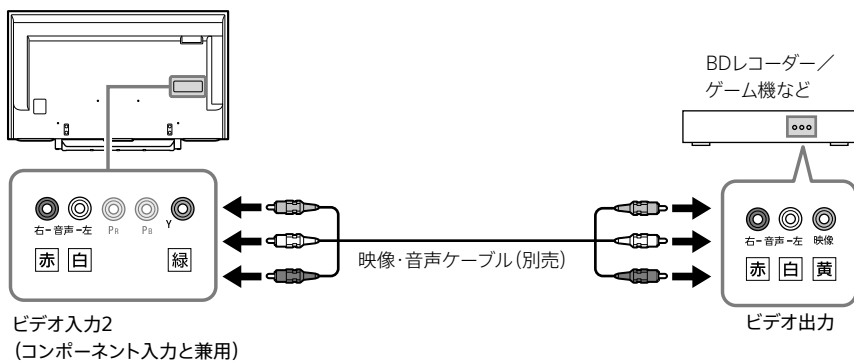 BDレコーダー／
ゲーム機など
右-音声-左 PR PB Y
赤 白 緑
映像・音声ケーブル(別売)
右-音声-左 映像
赤 白 黄
ビデオ入力2
(コンポーネント入力と兼用)
ビデオ出力